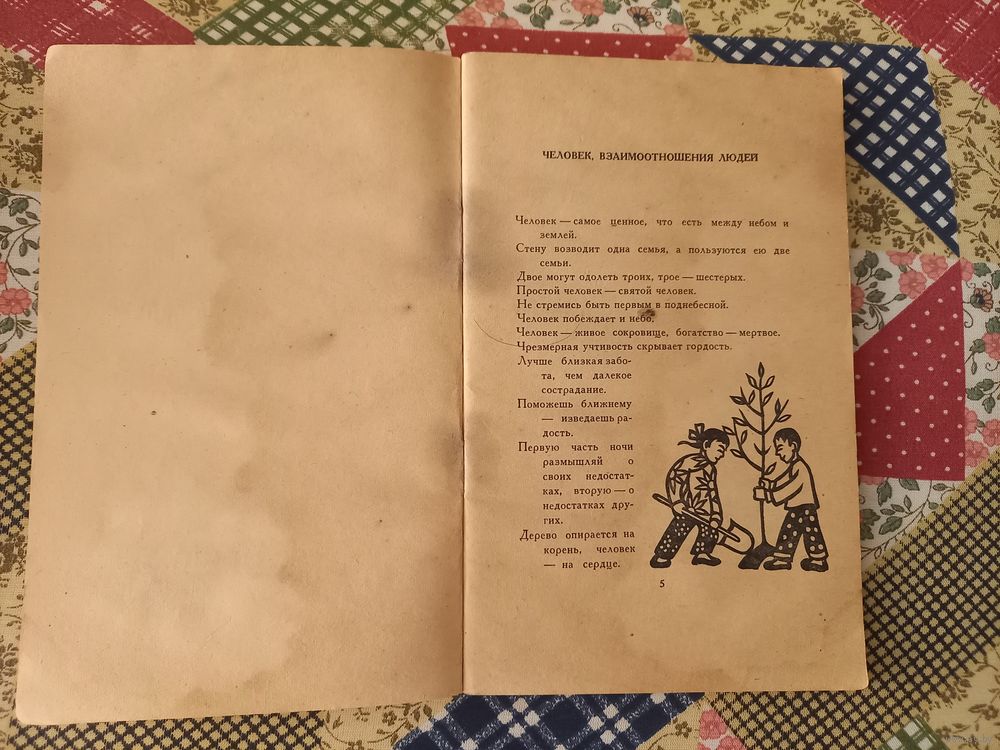 ЧЕЛОВЕК, ВЗАИМООТНОШЕНИЯ ЛЮДЕЙ
Человек — самое ценное, что есть между небом и
землей.
Стену возводит одна семья, а пользуются ею две
семьи.
Двое могут одолеть троих, трое — шестерых.
Простой человек — святой человек.
Не стремись быть первым в поднебесной.
Человек побеждает и небо.
Человек — живое сокровище, богатство — мертвое.
Чрезмерная учтивость скрывает гордость.
Лучше близкая забо-
та, чем далекое
сострадание.
Поможешь ближнему
— изведаешь ра-
дость.
Первую часть ночи
размышляй о
своих недостат-
ках, вторую — о
недостатках дру-
гих.
Дерево опирается на
корень, человек
— на сердце.
5